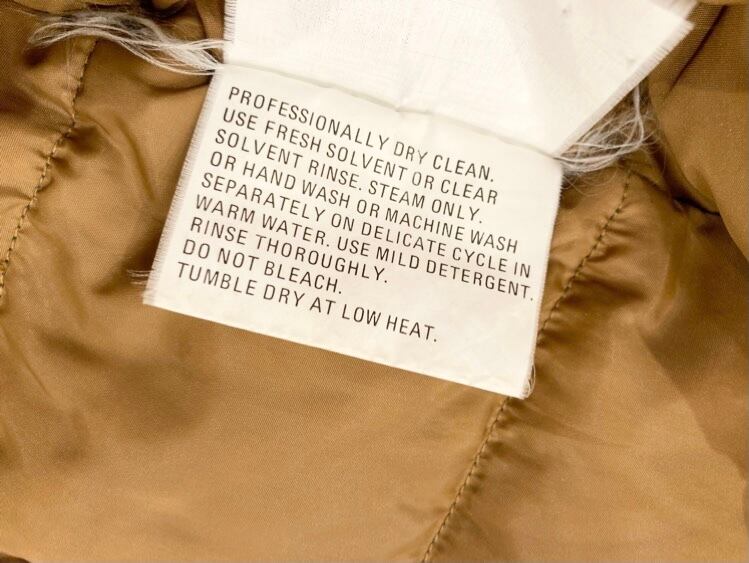 PROFESSIONALLY DRY CLEAN.
USE FRESH SOLVENT OR CLEAR
SOLVENT RINSE. STEAM ONLY.
OR HAND WASH OR MACHINE WASH
SEPARATELY ON DELICATE CYCLE IN
WARM WATER. USE MILD DETERGENT.
RINSE THOROUGHLY.
DO NOT BLEACH.
TUMBLE DRY AT LOW HEAT.